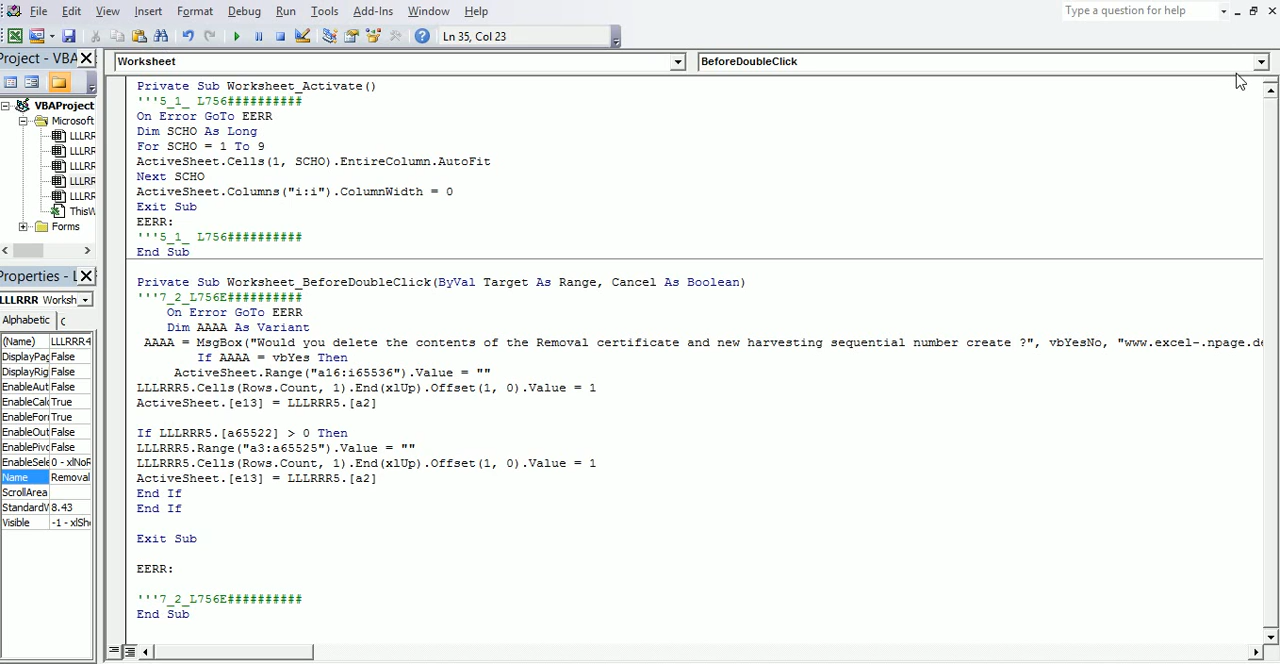 File Edit View Insert Format Debug Run Tools Add-Ins Window Help
Type a question for help
Ln 35, Col 23
Project - VBA
Worksheet
BeforeDoubleClick
VBAProject
Microsoft
LLLRR
LLLRR
LLLRR
LLLRR
LLLRR
ThisW
Forms
Properties - L
LLLRRR Worksh
Alphabetic C
(Name) LLLRRR4
DisplayPag False
DisplayRig False
EnableAut False
EnableCalc True
EnableForm True
EnableOut False
EnablePivo False
EnableSele 0 - xlNoR
Name Removal
ScrollArea
StandardW 8.43
Visible -1 - xlShe
Private Sub Worksheet_Activate()
'''5_1_ L756##########
On Error GoTo EERR
Dim SCHO As Long
For SCHO = 1 To 9
ActiveSheet.Cells(1, SCHO).EntireColumn.AutoFit
Next SCHO
ActiveSheet.Columns("i:i").ColumnWidth = 0
Exit Sub
EERR:
'''5_1_ L756##########
End Sub
Private Sub Worksheet_BeforeDoubleClick(ByVal Target As Range, Cancel As Boolean)
'''7_2_L756E##########
On Error GoTo EERR
Dim AAAA As Variant
AAAA = MsgBox("Would you delete the contents of the Removal certificate and new harvesting sequential number create ?", vbYesNo, "www.excel-.npage.de
If AAAA = vbYes Then
ActiveSheet.Range("a16:i65536").Value = ""
LLLRRR5.Cells(Rows.Count, 1).End(xlUp).Offset(1, 0).Value = 1
ActiveSheet.[e13] = LLLRRR5.[a2]
If LLLRRR5.[a65522] > 0 Then
LLLRRR5.Range("a3:a65525").Value = ""
LLLRRR5.Cells(Rows.Count, 1).End(xlUp).Offset(1, 0).Value = 1
ActiveSheet.[e13] = LLLRRR5.[a2]
End If
End If
Exit Sub
EERR:
'''7_2_L756E##########
End Sub